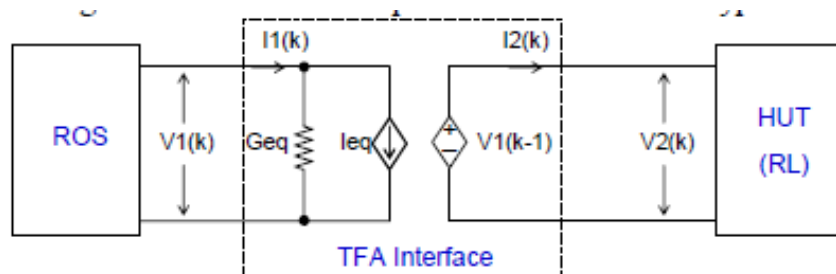 I1(k)
I2(k)
ROS
V1(k)
Geq
Ieq
+
−
V1(k-1)
V2(k)
HUT
(RL)
TFA Interface